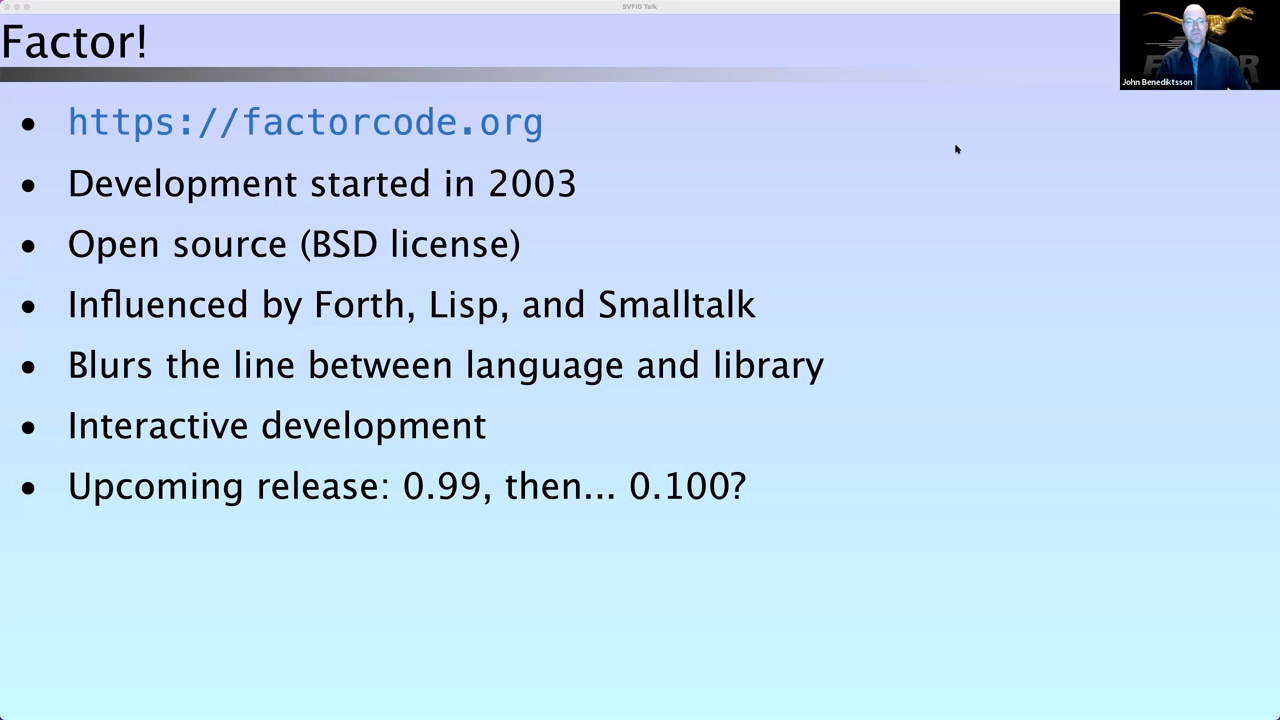 SVFIG Talk
Factor!
https://factorcode.org
Development started in 2003
Open source (BSD license)
Influenced by Forth, Lisp, and Smalltalk
Blurs the line between language and library
Interactive development
Upcoming release: 0.99, then... 0.100?
John Benediktsson